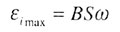 ε_{i max} = BSω